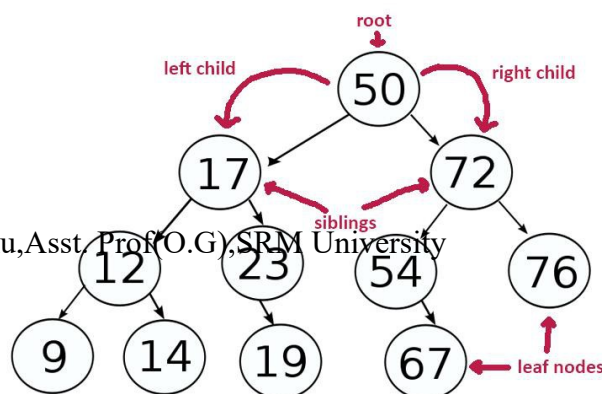 root
left child
right child
50
17
72
siblings
u,Asst. Prof(O.G),SRM University
12
23
54
76
9
14
19
67
leaf nodes